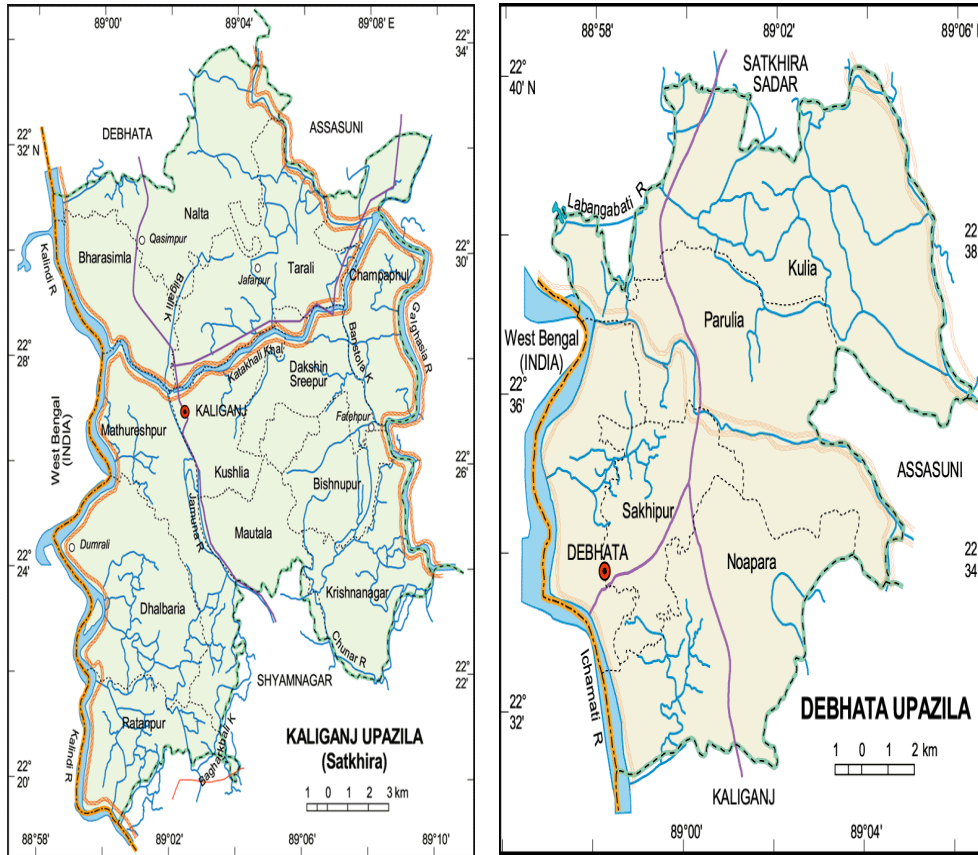 89°00'
89°04'
89°08' E
22°
34'
22°
32' N
DEBHATA
ASSASUNI
Nalta
Qasimpur
Bharasimla
Kalindi R
Bilgalli K
Jafarpur
Tarali
Champaphul
22°
30'
Galghasia R
22°
28'
Katakhali Khal
Banstola K
Dakshin
Sreepur
KALIGANJ
Fatehpur
West Bengal
(INDIA)
Mathureshpur
Kushlia
Bishnupur
22°
26'
Jamuna R
Mautala
Dumrali
22°
24'
Dhalbaria
Krishnanagar
Chunar R
SHYAMNAGAR
22°
22'
Ratanpur
Kalindi R
Bagharkhali K
22°
20'
KALIGANJ UPAZILA
(Satkhira)
1 0 1 2 3 km
88°58'
89°02'
89°06'
89°10'
88°58'
89°02'
89°06' E
22°
40' N
SATKHIRA
SADAR
Labangabati R
22°
38'
Kulia
Parulia
West Bengal
(INDIA)
22°
36'
ASSASUNI
Sakhipur
DEBHATA
Noapara
22°
34'
Ichamati R
22°
32'
DEBHATA UPAZILA
1 0 1 2 km
KALIGANJ
89°00'
89°04'